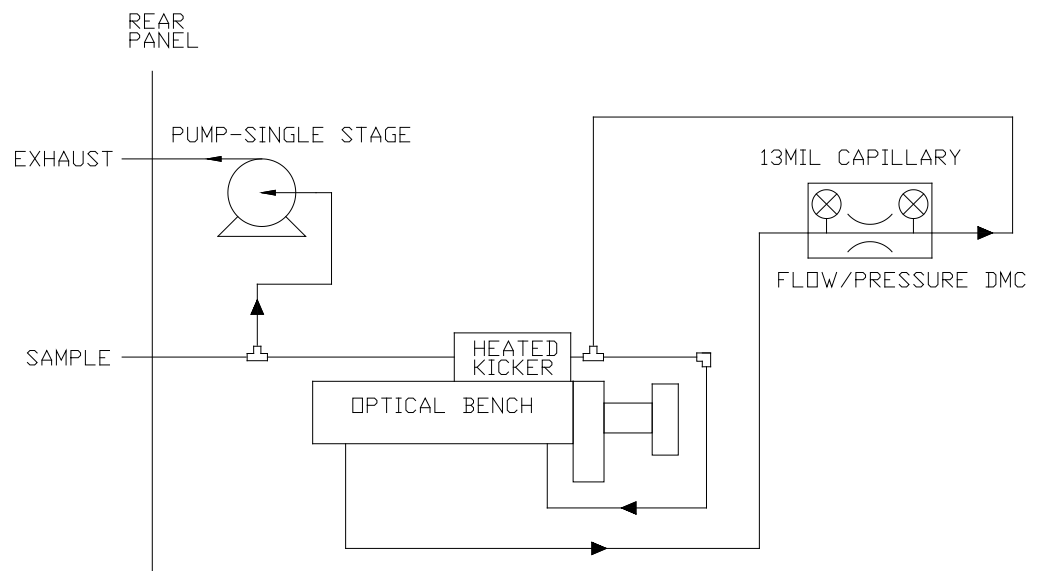 REAR
PANEL
PUMP-SINGLE STAGE
EXHAUST
13MIL CAPILLARY
FLOW/PRESSURE DMC
SAMPLE
HEATED
KICKER
OPTICAL BENCH